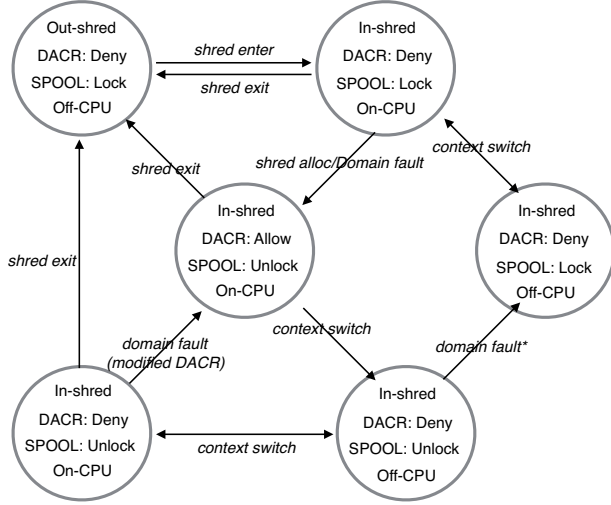 Out-shred
DACR: Deny
SPOOL: Lock
Off-CPU
shred enter
shred exit
In-shred
DACR: Deny
SPOOL: Lock
On-CPU
shred exit
shred alloc/Domain fault
context switch
In-shred
DACR: Allow
SPOOL: Unlock
On-CPU
In-shred
DACR: Deny
SPOOL: Lock
Off-CPU
shred exit
domain fault
(modified DACR)
context switch
domain fault*
In-shred
DACR: Deny
SPOOL: Unlock
On-CPU
context switch
In-shred
DACR: Deny
SPOOL: Unlock
Off-CPU